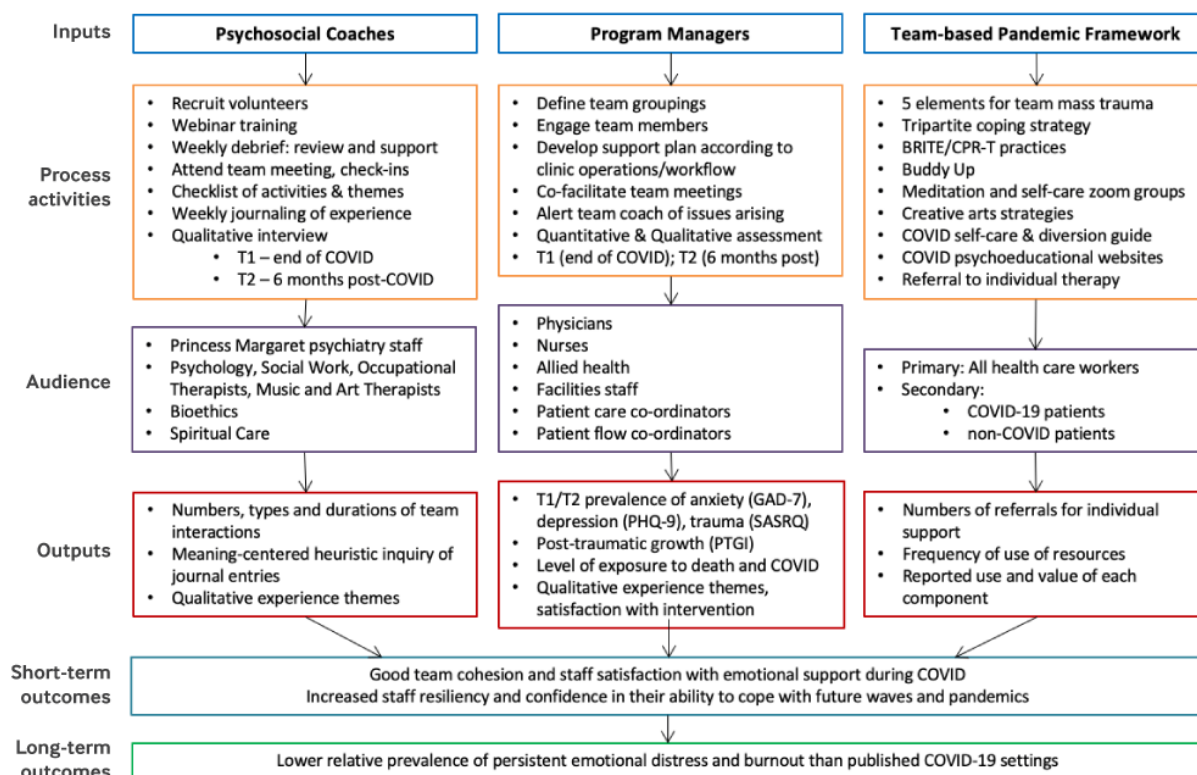 Inputs
Psychosocial Coaches
Program Managers
Team-based Pandemic Framework
Process
activities
• Recruit volunteers
• Webinar training
• Weekly debrief: review and support
• Attend team meeting, check-ins
• Checklist of activities & themes
• Weekly journaling of experience
• Qualitative interview
• T1 – end of COVID
• T2 – 6 months post-COVID
• Define team groupings
• Engage team members
• Develop support plan according to
clinic operations/workflow
• Co-facilitate team meetings
• Alert team coach of issues arising
• Quantitative & Qualitative assessment
• T1 (end of COVID); T2 (6 months post)
• 5 elements for team mass trauma
• Tripartite coping strategy
• BRITE/CPR-T practices
• Buddy Up
• Meditation and self-care zoom groups
• Creative arts strategies
• COVID self-care & diversion guide
• COVID psychoeducational websites
• Referral to individual therapy
Audience
• Princess Margaret psychiatry staff
• Psychology, Social Work, Occupational
Therapists, Music and Art Therapists
• Bioethics
• Spiritual Care
• Physicians
• Nurses
• Allied health
• Facilities staff
• Patient care co-ordinators
• Patient flow co-ordinators
• Primary: All health care workers
• Secondary:
• COVID-19 patients
• non-COVID patients
Outputs
• Numbers, types and durations of team
interactions
• Meaning-centered heuristic inquiry of
journal entries
• Qualitative experience themes
• T1/T2 prevalence of anxiety (GAD-7),
depression (PHQ-9), trauma (SASRQ)
• Post-traumatic growth (PTGI)
• Level of exposure to death and COVID
• Qualitative experience themes,
satisfaction with intervention
• Numbers of referrals for individual
support
• Frequency of use of resources
• Reported use and value of each
component
Short-term
outcomes
Good team cohesion and staff satisfaction with emotional support during COVID
Increased staff resiliency and confidence in their ability to cope with future waves and pandemics
Long-term
outcomes
Lower relative prevalence of persistent emotional distress and burnout than published COVID-19 settings